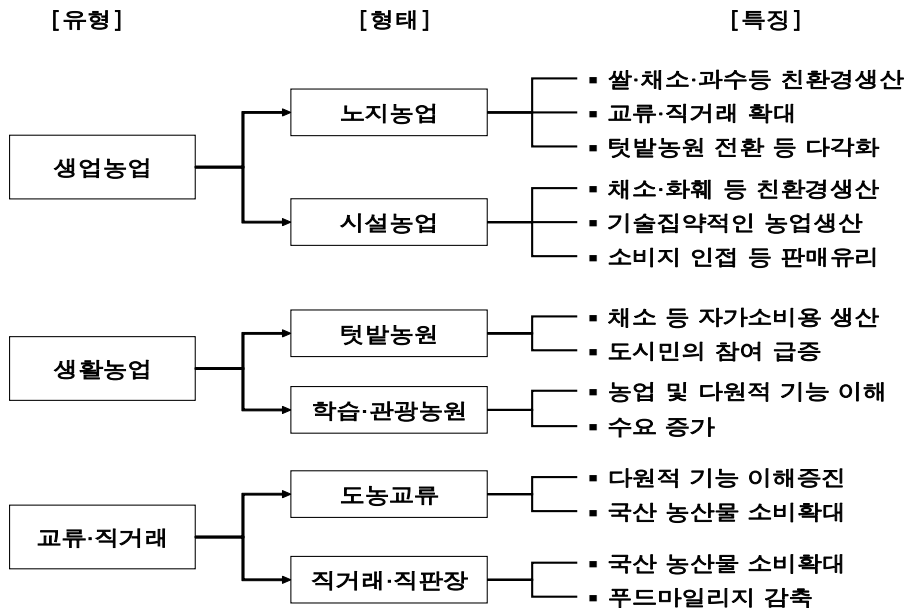 [유형] [형태] [특징]
생업농업
노지농업
▪ 쌀·채소·과수등 친환경생산
▪ 교류·직거래 확대
▪ 텃밭농원 전환 등 다각화
시설농업
▪ 채소·화훼 등 친환경생산
▪ 기술집약적인 농업생산
▪ 소비지 인접 등 판매유리
생활농업
텃밭농원
▪ 채소 등 자가소비용 생산
▪ 도시민의 참여 급증
학습·관광농원
▪ 농업 및 다원적 기능 이해
▪ 수요 증가
교류·직거래
도농교류
▪ 다원적 기능 이해증진
▪ 국산 농산물 소비확대
직거래·직판장
▪ 국산 농산물 소비확대
▪ 푸드마일리지 감축